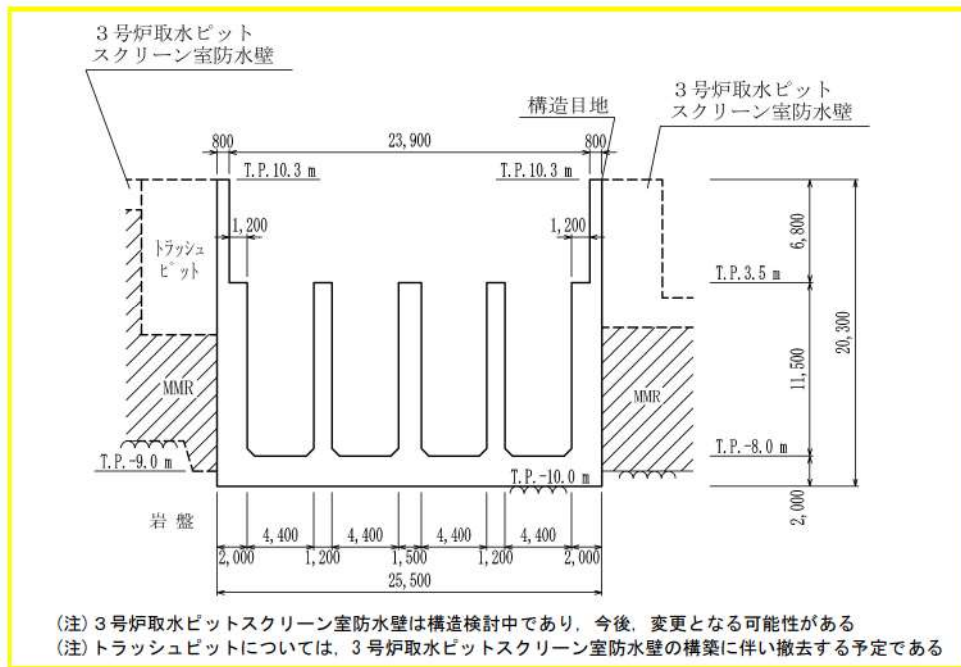 3号炉取水ピット
スクリーン室防水壁
3号炉取水ピット
スクリーン室防水壁
構造目地
800
23,900
800
T.P.10.3 m
T.P.10.3 m
1,200
1,200
6,800
トラッシュ
ピット
T.P.3.5 m
11,500
20,300
MMR
MMR
T.P.-9.0 m
T.P.-8.0 m
T.P.-10.0 m
2,000
岩盤
4,400
4,400
4,400
4,400
2,000
1,200
1,500
1,200
2,000
25,500
(注)3号炉取水ピットスクリーン室防水壁は構造検討中であり，今後，変更となる可能性がある
(注)トラッシュピットについては，3号炉取水ピットスクリーン室防水壁の構築に伴い撤去する予定である